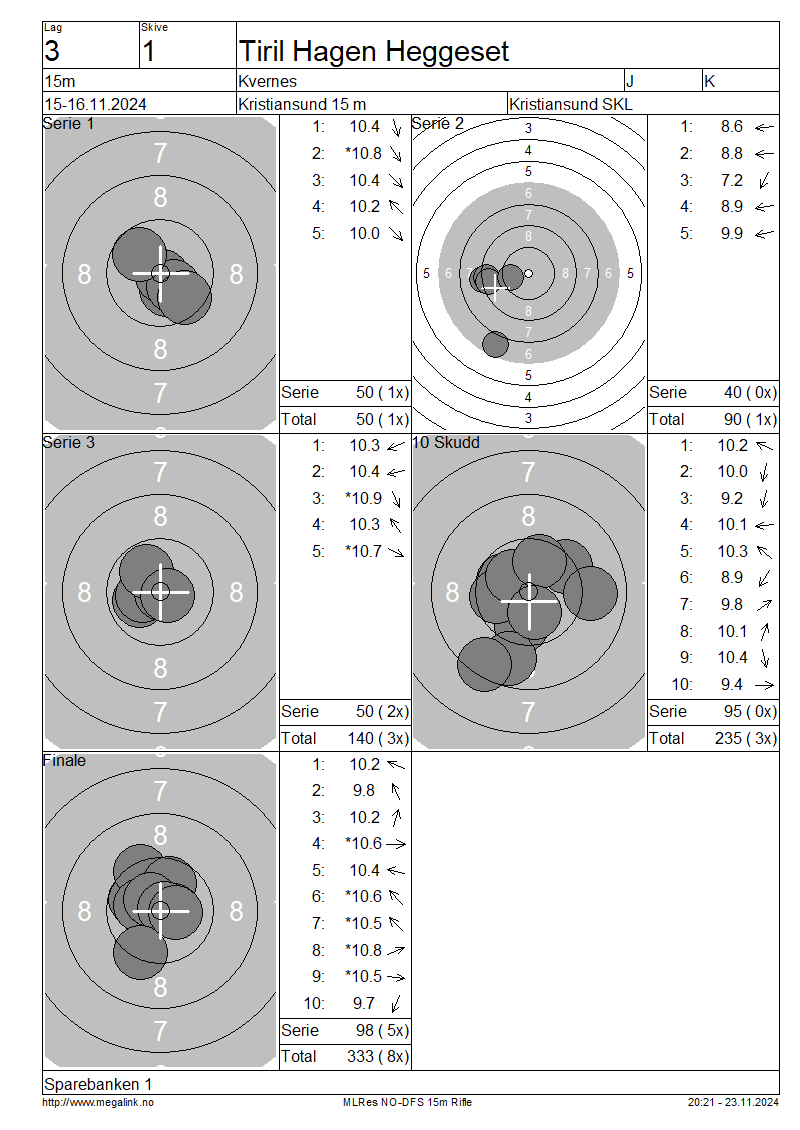 Lag
Skive
3
1
Tiril Hagen Heggeset
15m
Kvernes
J
K
15-16.11.2024
Kristiansund 15 m
Kristiansund SKL
Serie 1
7
8
8 8
8
7
1: 10.4
2: *10.8
3: 10.4
4: 10.2
5: 10.0
Serie 50 ( 1x)
Total 50 ( 1x)
Serie 2
3
4
5
6
7
8
5 6 8 7 6 5
8
7
6
5
4
3
1: 8.6
2: 8.8
3: 7.2
4: 8.9
5: 9.9
Serie 40 ( 0x)
Total 90 ( 1x)
Serie 3
7
8
8 8
8
7
1: 10.3
2: 10.4
3: *10.9
4: 10.3
5: *10.7
Serie 50 ( 2x)
Total 140 ( 3x)
10 Skudd
7
8
8
7
1: 10.2
2: 10.0
3: 9.2
4: 10.1
5: 10.3
6: 8.9
7: 9.8
8: 10.1
9: 10.4
10: 9.4
Serie 95 ( 0x)
Total 235 ( 3x)
Finale
7
8
8 8
8
7
1: 10.2
2: 9.8
3: 10.2
4: *10.6
5: 10.4
6: *10.6
7: *10.5
8: *10.8
9: *10.5
10: 9.7
Serie 98 ( 5x)
Total 333 ( 8x)
Sparebanken 1
http://www.megalink.no
MLRes NO-DFS 15m Rifle
20:21 - 23.11.2024